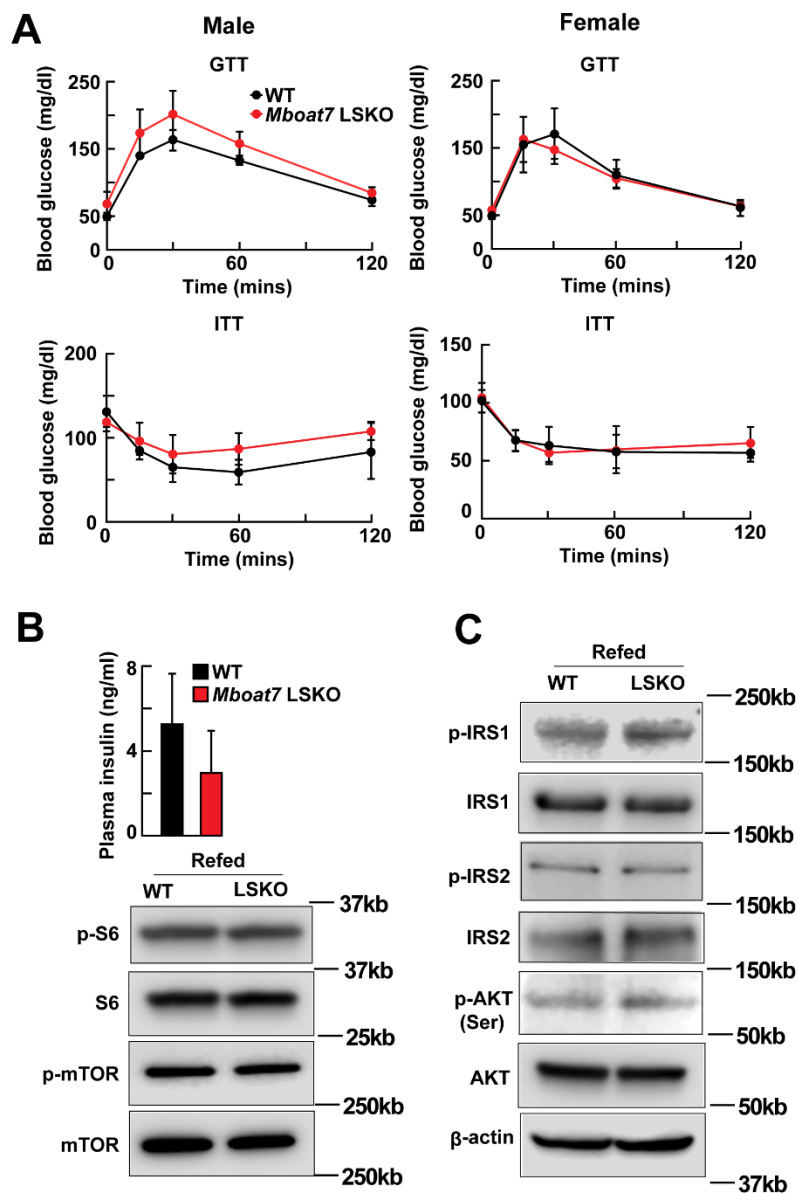 A
Male
Female
GTT
GTT
Blood glucose (mg/dl)
250
150
50
0
WT
Mboat7 LSKO
0
60
120
Time (mins)
Blood glucose (mg/dl)
250
150
50
0
0
60
120
Time (mins)
ITT
ITT
Blood glucose (mg/dl)
200
100
0
0
60
120
Time (mins)
Blood glucose (mg/dl)
150
100
50
0
0
60
120
Time (mins)
B
Plasma insulin (ng/ml)
8
4
0
WT
Mboat7 LSKO
Refed
WT LSKO
37kb
p-S6
37kb
S6
25kb
p-mTOR
250kb
mTOR
250kb
C
Refed
WT LSKO
250kb
p-IRS1
150kb
IRS1
150kb
p-IRS2
150kb
IRS2
150kb
p-AKT
(Ser)
50kb
AKT
50kb
β-actin
37kb